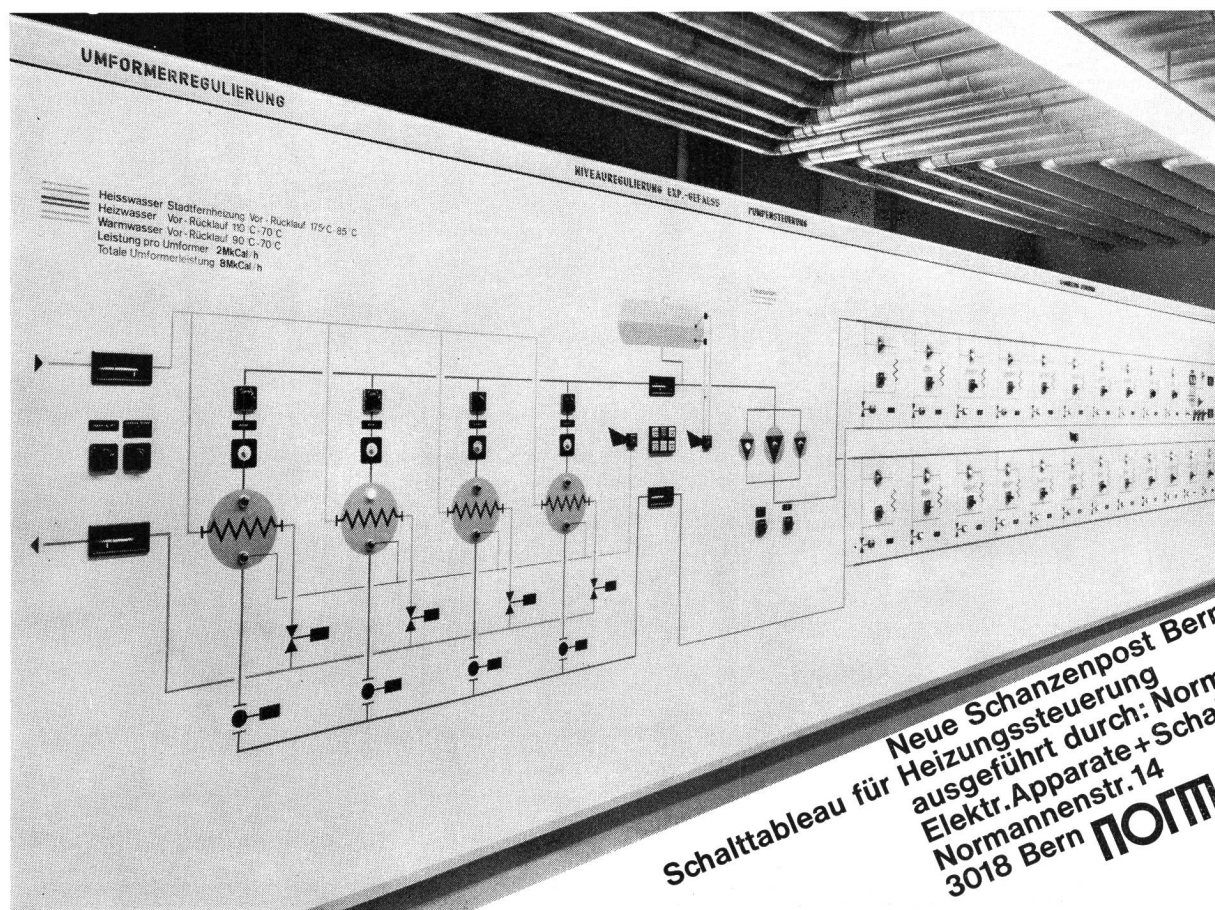 UMFORMERREGULIERUNG
NIVEAUREGULIERUNG EXP.-GEFÄSS
PUMPENSTEUERUNG
Heisswasser Stadtfernheizung Vor-Rücklauf 175°C-85°C
Heizwasser Vor-Rücklauf 110°C-70°C
Warmwasser Vor-Rücklauf 90°C-70°C
Leistung pro Umformer 2MkCal/h
Totale Umformerleistung 8MkCal/h
Neue Schanzenpost Bern
Schalttableau für Heizungssteuerung
ausgeführt durch: Norm
Elektr.Apparate+Scha
Normannenstr.14
3018 Bern norm